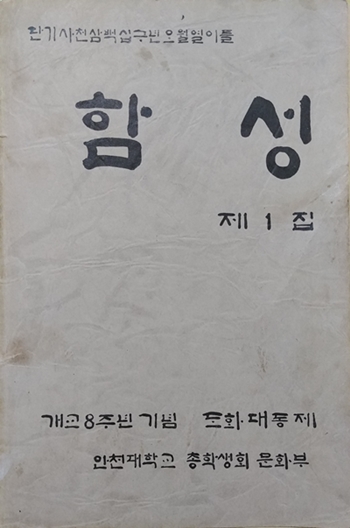 단기사천삼백십구년오월열이틀
함성
제 1 집
개교8주년 기념 도화대동제
인천대학교 총학생회 문화부